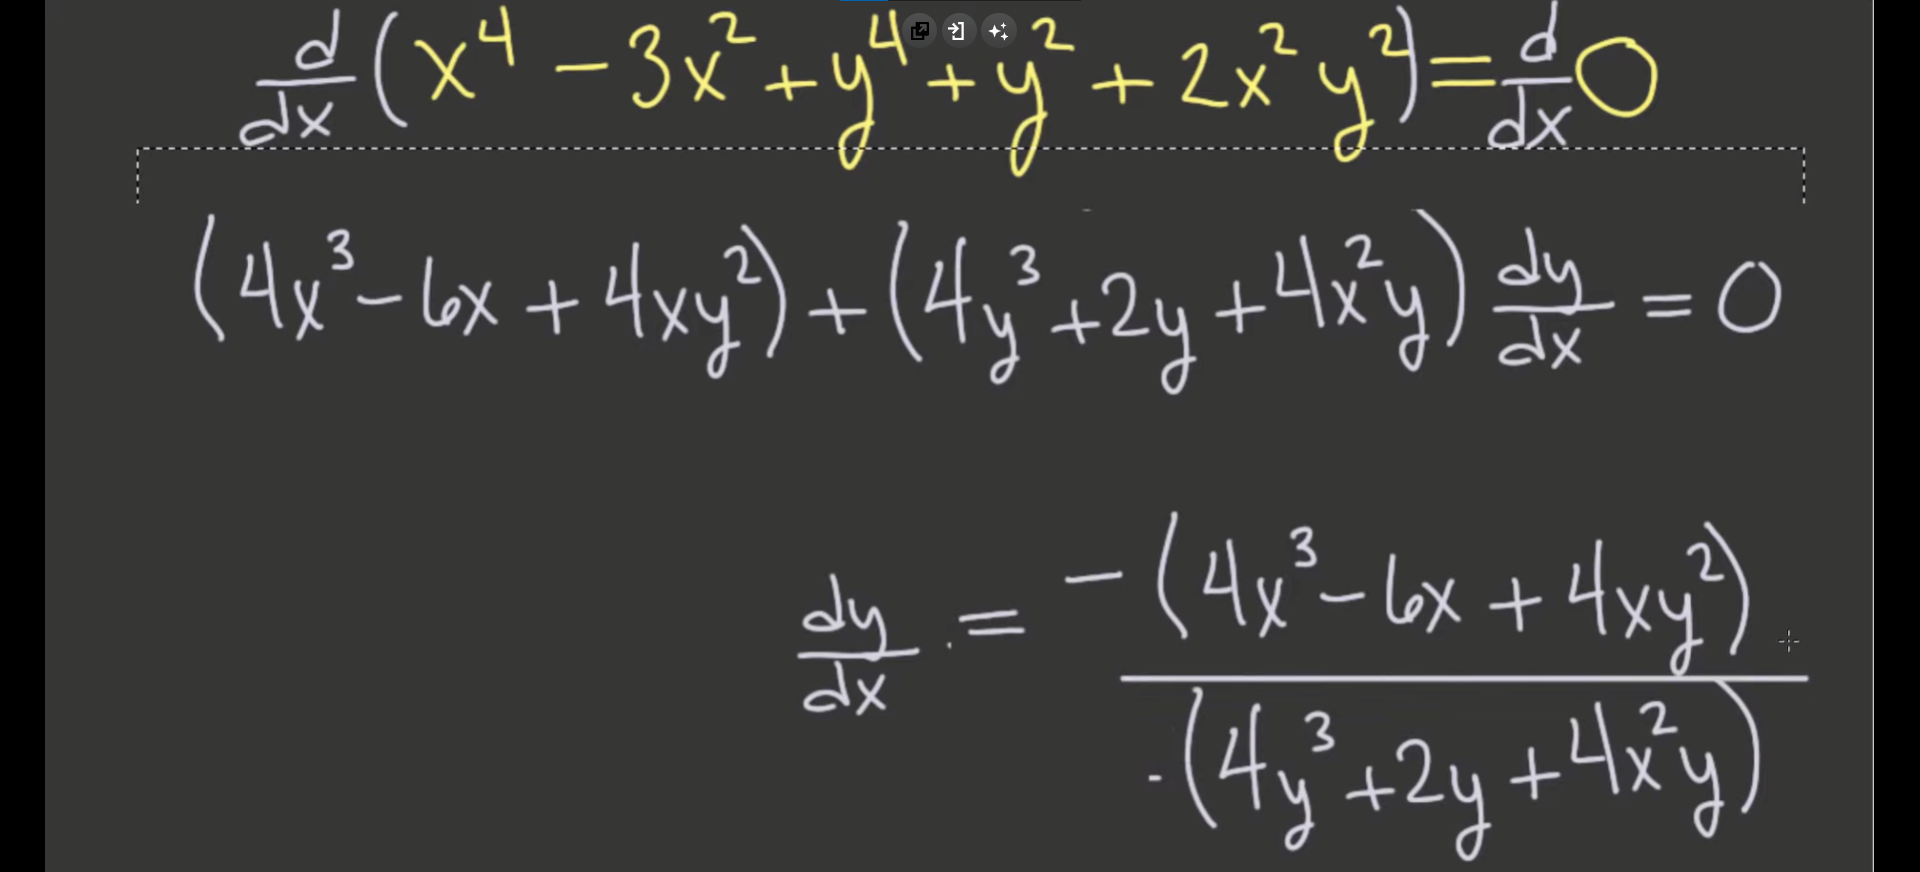 d/dx (x⁴ − 3x² + y⁴ + y² + 2x²y²) = d/dx 0
(4x³ − 6x + 4xy²) + (4y³ + 2y + 4x²y) dy/dx = 0
dy/dx = −(4x³ − 6x + 4xy²) / -(4y³ + 2y + 4x²y)